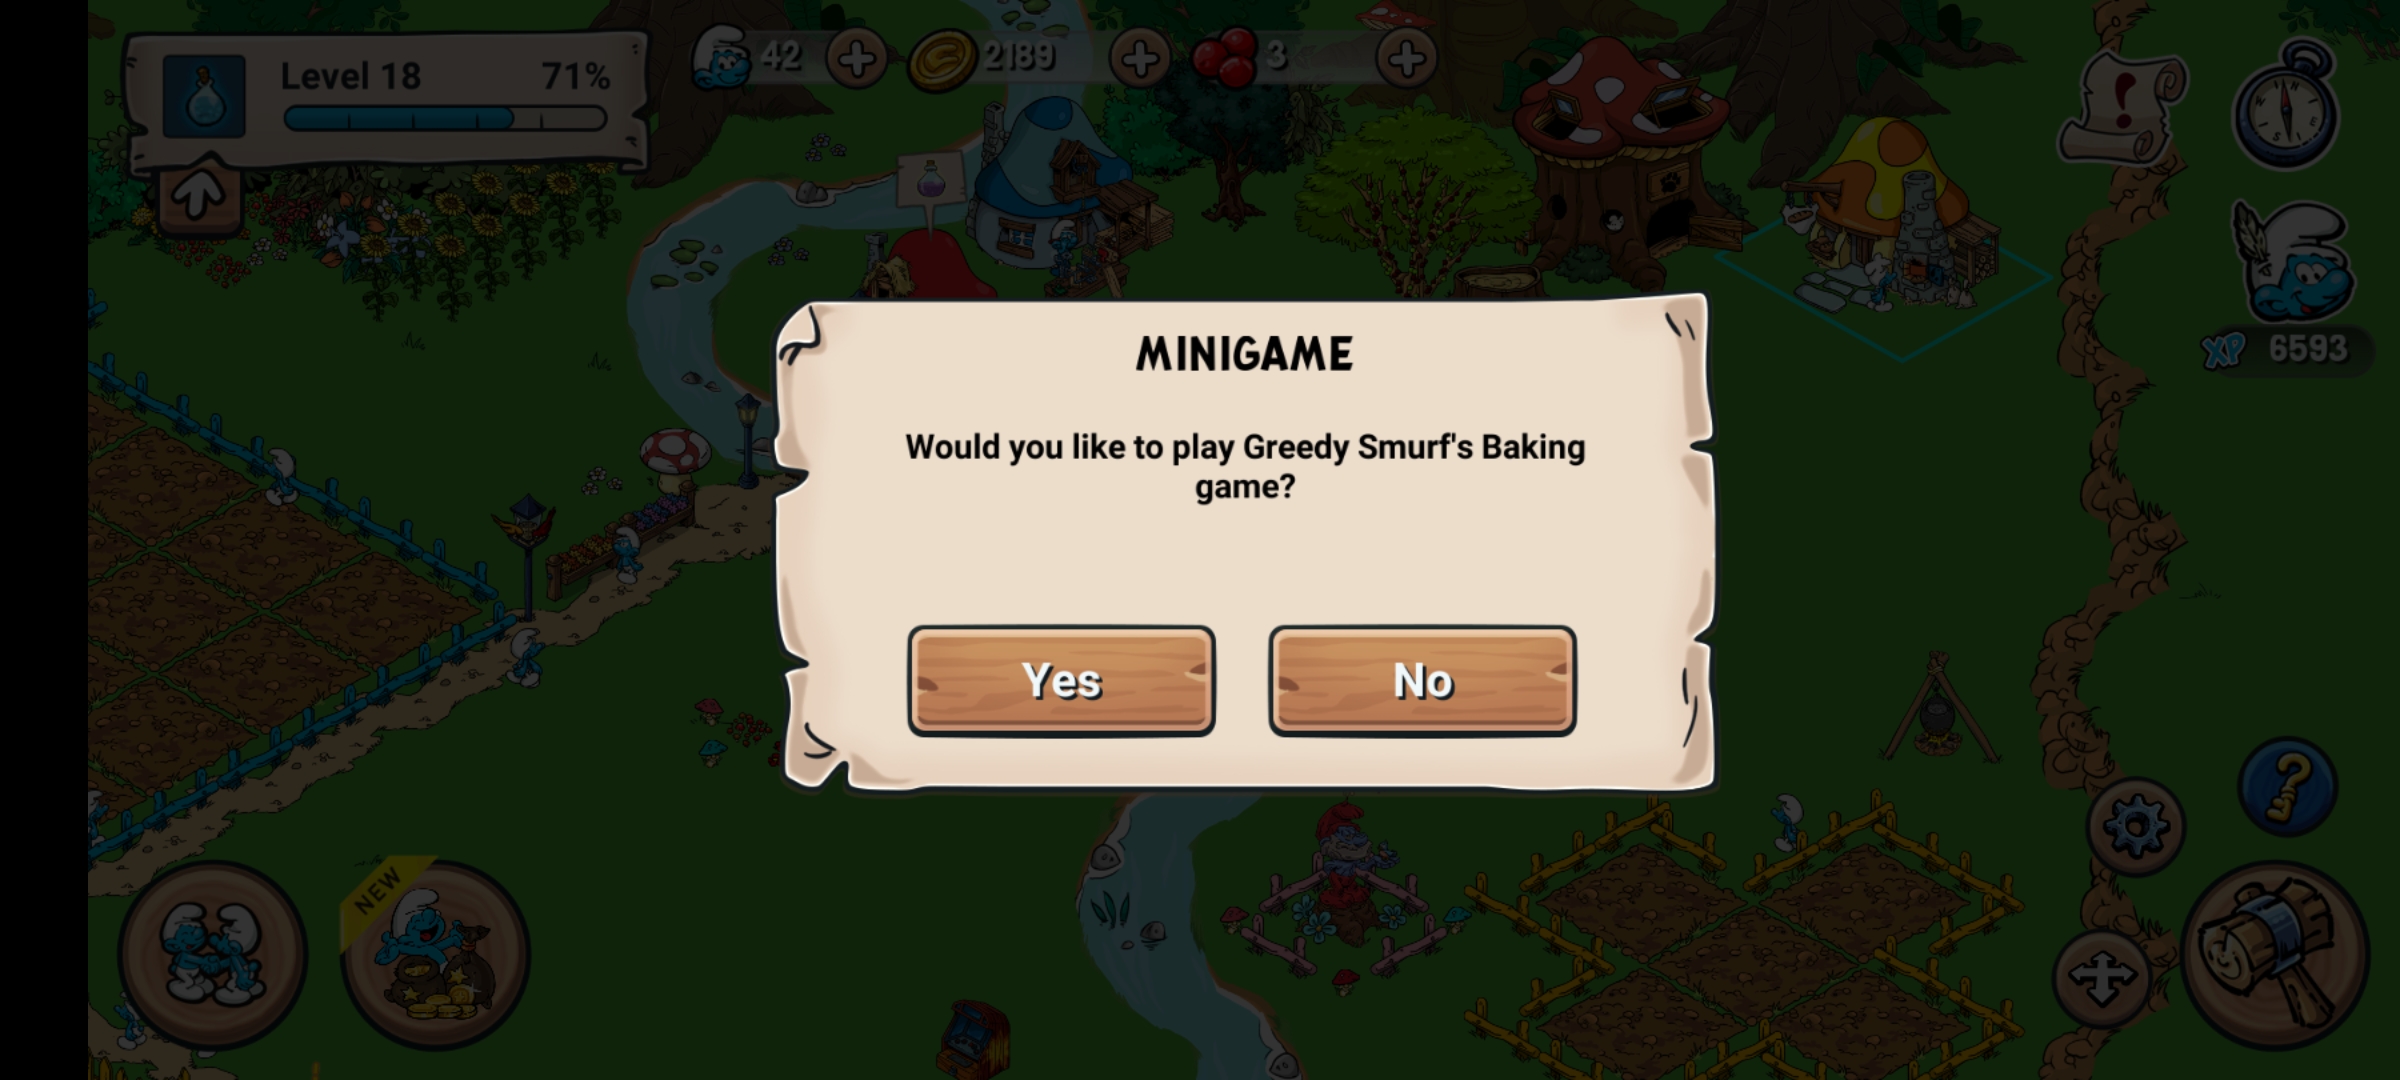 Level 18
71%
42
2189
3
XP 6593
MINIGAME
Would you like to play Greedy Smurf's Baking
game?
Yes
No
NEW